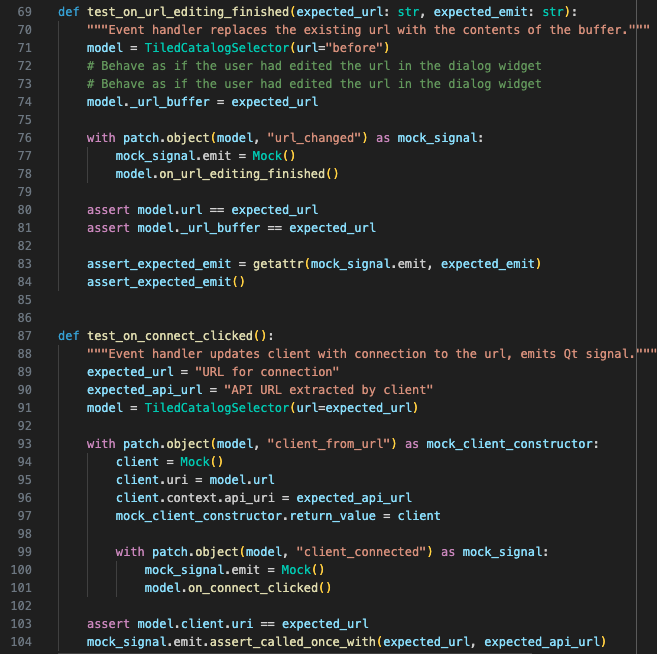 69 def test_on_url_editing_finished(expected_url: str, expected_emit: str):
70     """Event handler replaces the existing url with the contents of the buffer."""
71     model = TiledCatalogSelector(url="before")
72     # Behave as if the user had edited the url in the dialog widget
73     # Behave as if the user had edited the url in the dialog widget
74     model._url_buffer = expected_url
75
76     with patch.object(model, "url_changed") as mock_signal:
77         mock_signal.emit = Mock()
78         model.on_url_editing_finished()
79
80     assert model.url == expected_url
81     assert model._url_buffer == expected_url
82
83     assert_expected_emit = getattr(mock_signal.emit, expected_emit)
84     assert_expected_emit()
85
86
87 def test_on_connect_clicked():
88     """Event handler updates client with connection to the url, emits Qt signal."""
89     expected_url = "URL for connection"
90     expected_api_url = "API URL extracted by client"
91     model = TiledCatalogSelector(url=expected_url)
92
93     with patch.object(model, "client_from_url") as mock_client_constructor:
94         client = Mock()
95         client.uri = model.url
96         client.context.api_uri = expected_api_url
97         mock_client_constructor.return_value = client
98
99         with patch.object(model, "client_connected") as mock_signal:
100             mock_signal.emit = Mock()
101             model.on_connect_clicked()
102
103     assert model.client.uri == expected_url
104     mock_signal.emit.assert_called_once_with(expected_url, expected_api_url)